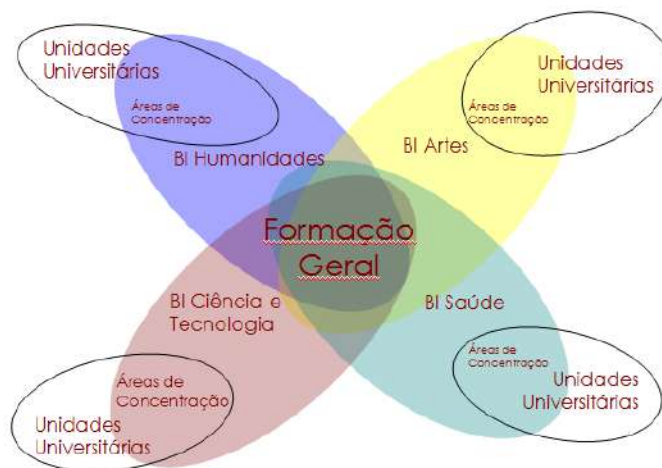 Unidades
Universitárias
Áreas de
Concentração
BI Humanidades
Unidades
Universitárias
Áreas de
Concentração
BI Artes
Formação
Geral
BI Ciência e
Tecnologia
Áreas de
Concentração
Unidades
Universitárias
BI Saúde
Áreas de
Concentração
Unidades
Universitárias